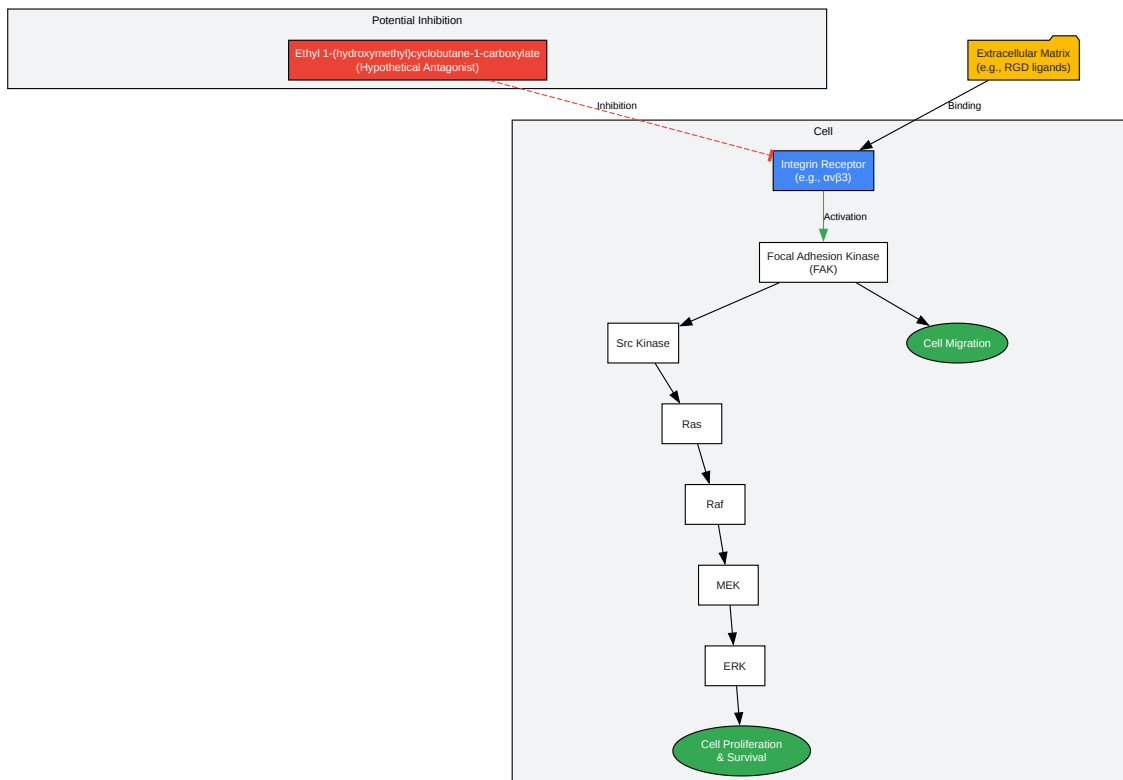 Potential Inhibition
Ethyl 1-(hydroxymethyl)cyclobutane-1-carboxylate
(Hypothetical Antagonist)
Extracellular Matrix
(e.g., RGD ligands)
Inhibition
Binding
Cell
Integrin Receptor
(e.g., αvβ3)
Activation
Focal Adhesion Kinase
(FAK)
Src Kinase
Cell Migration
Ras
Raf
MEK
ERK
Cell Proliferation
& Survival